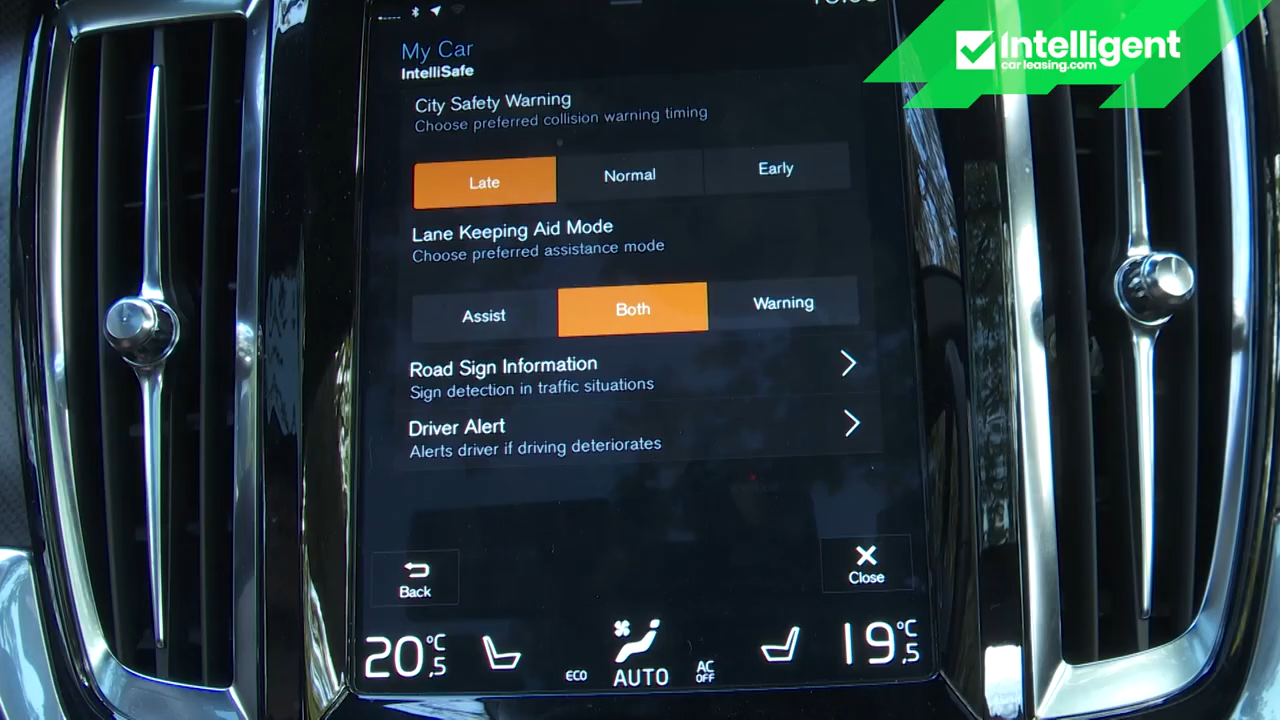 Intelligent
carleasing.com
My Car
IntelliSafe
City Safety Warning
Choose preferred collision warning timing
Late Normal Early
Lane Keeping Aid Mode
Choose preferred assistance mode
Assist Both Warning
Road Sign Information
Sign detection in traffic situations
Driver Alert
Alerts driver if driving deteriorates
Back
Close
20,5 °C
ECO
AUTO
AC
OFF
19,5 °C